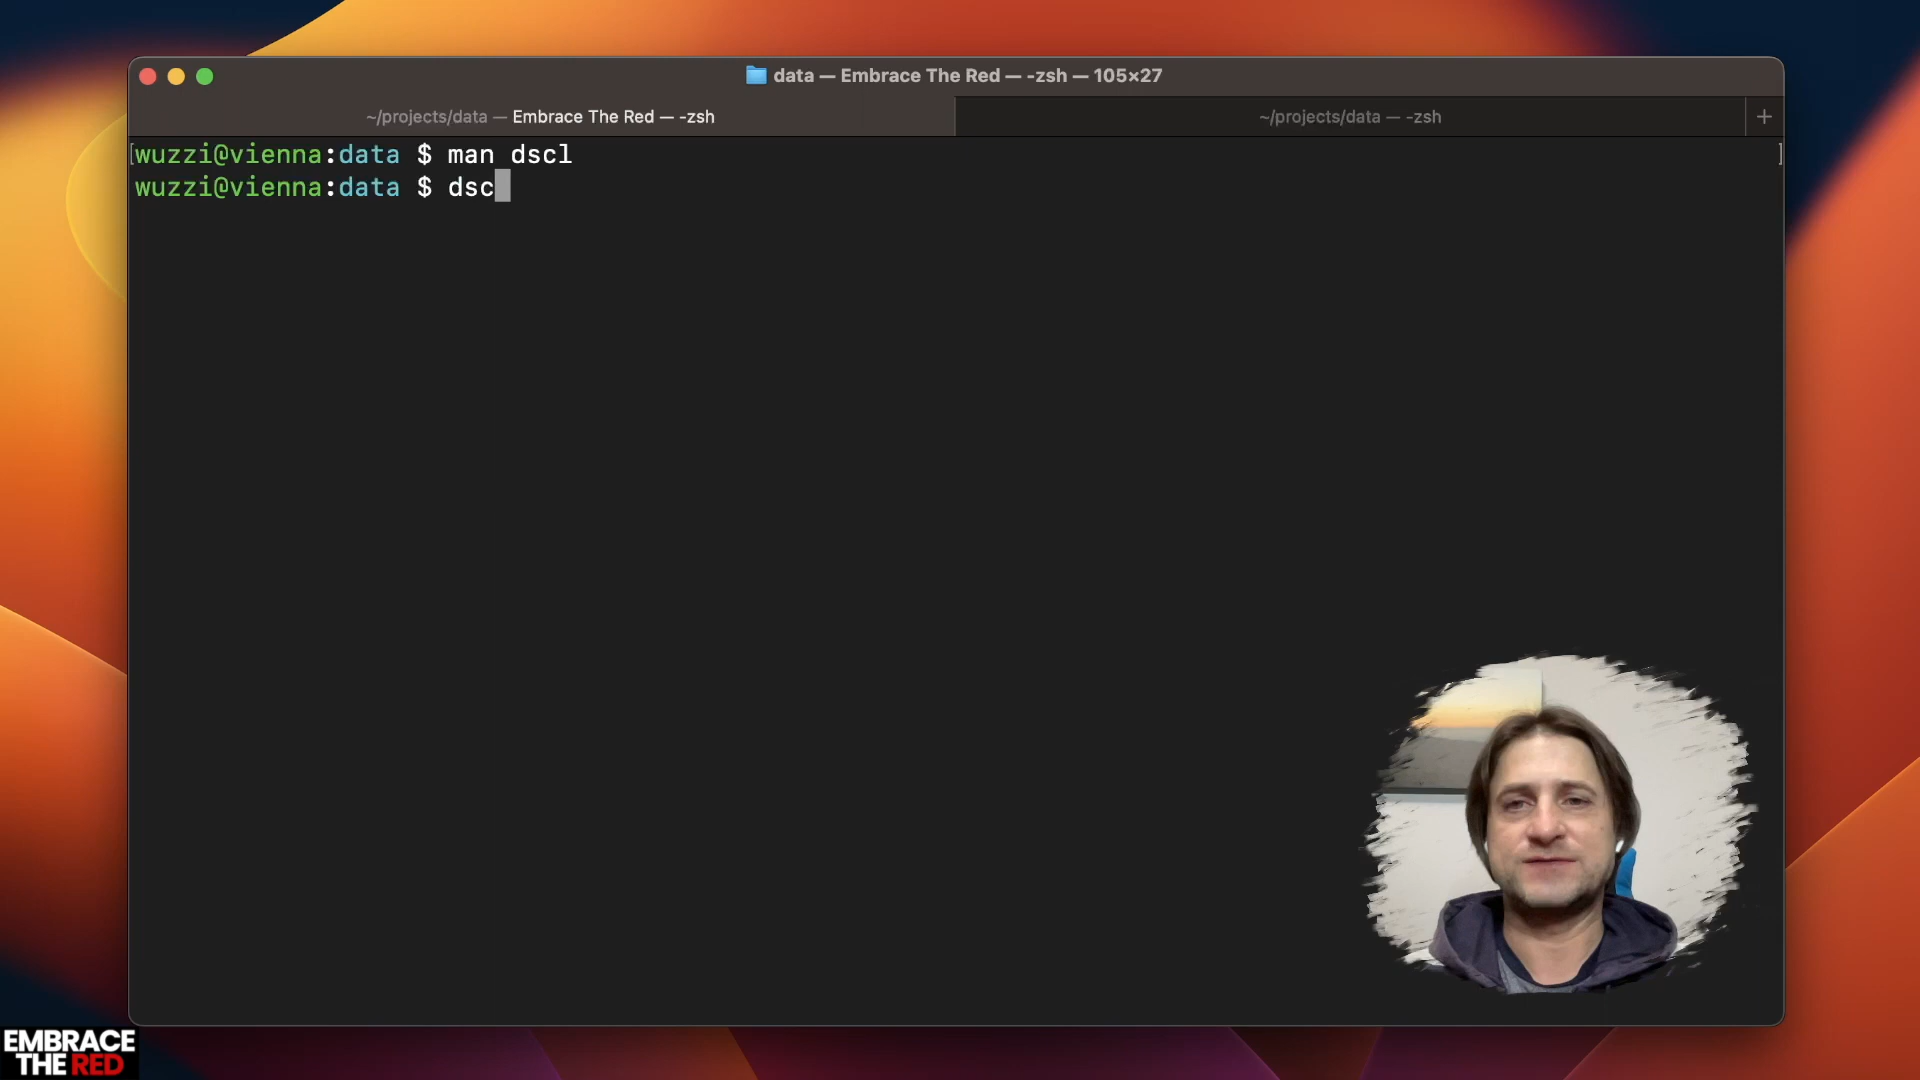 data — Embrace The Red — -zsh — 105×27
~/projects/data — Embrace The Red — -zsh
~/projects/data — -zsh
+
[wuzzi@vienna:data $ man dscl ]
wuzzi@vienna:data $ dsc
EMBRACE
THE RED